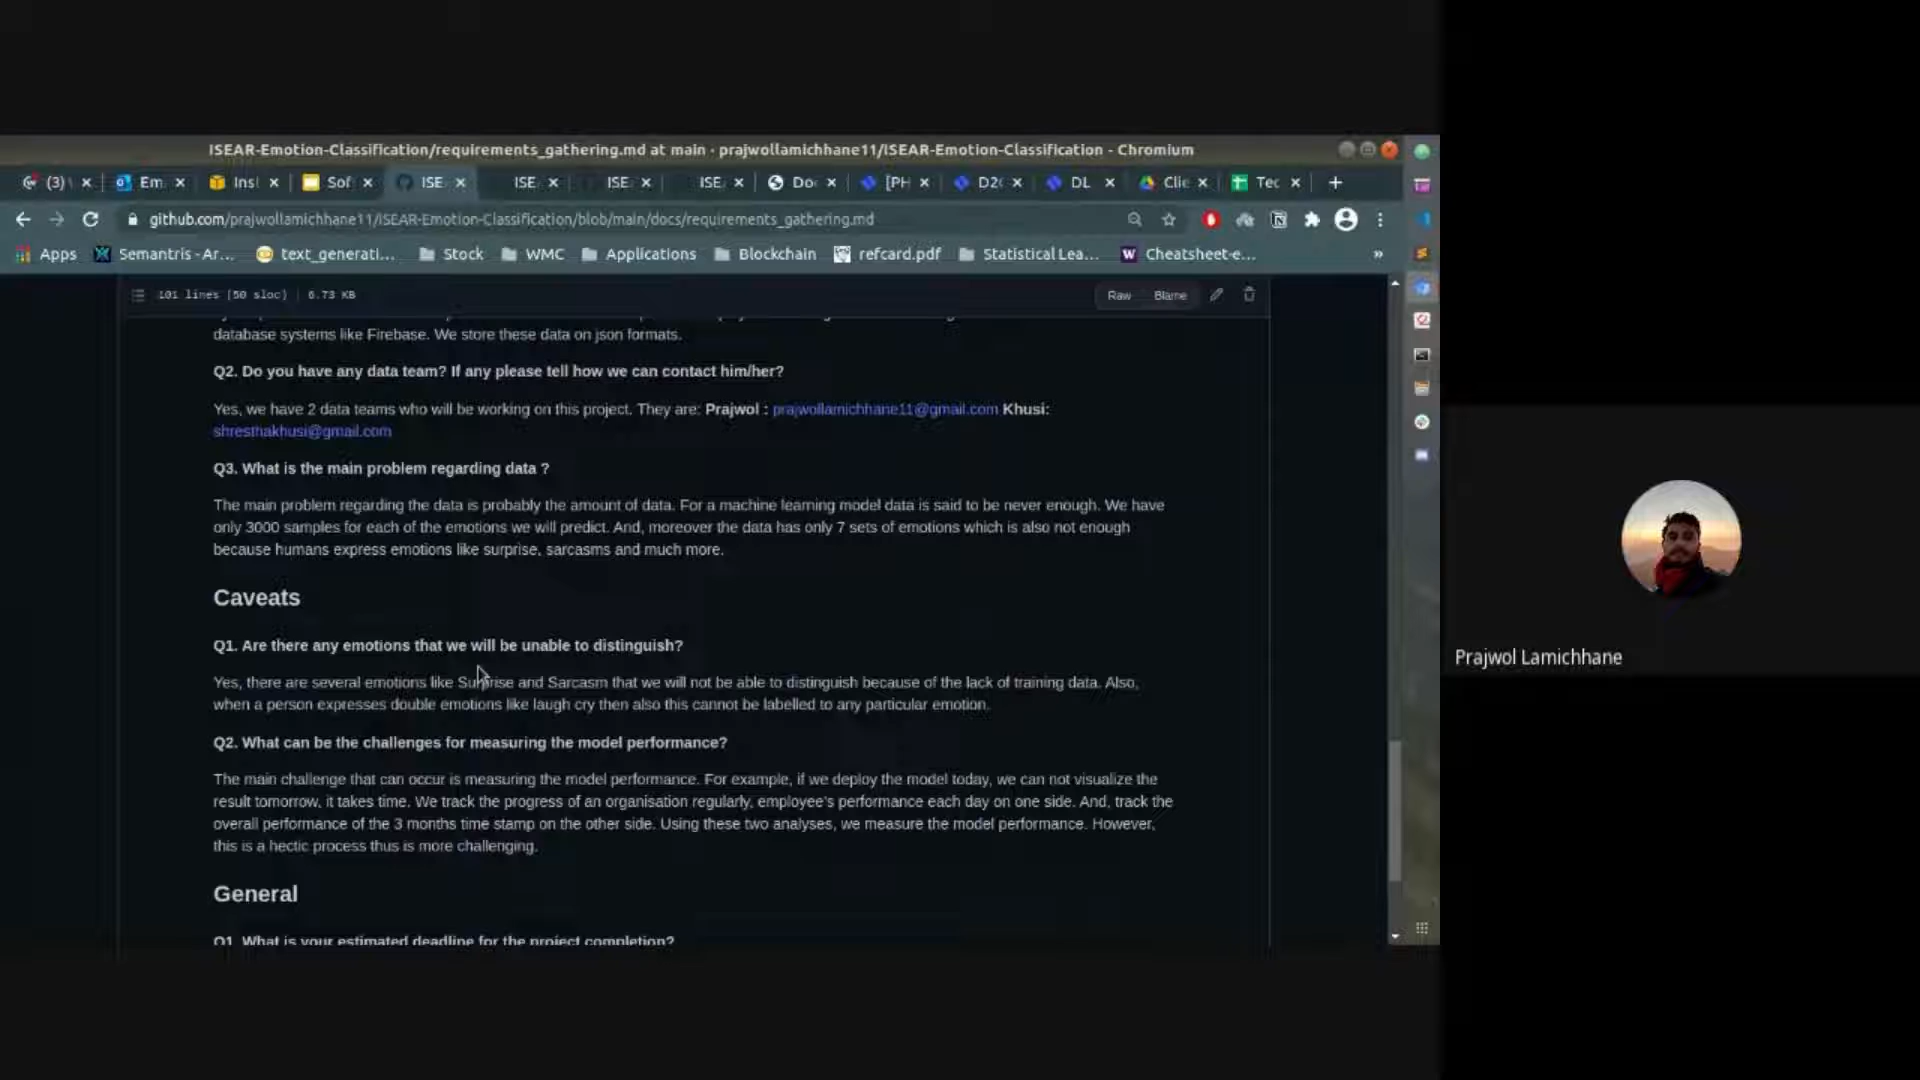 ISEAR-Emotion-Classification/requirements_gathering.md at main · prajwollamichhane11/ISEAR-Emotion-Classification - Chromium
(3) Em Ins Sof ISE ISE ISE ISE Do [PH D2 DL Clie Tec
github.com/prajwollamichhane11/ISEAR-Emotion-Classification/blob/main/docs/requirements_gathering.md
Apps Semantris - Ar... text_generati... Stock WMC Applications Blockchain refcard.pdf Statistical Lea... Cheatsheet-e... »
101 lines (50 sloc) | 6.73 KB Raw Blame
database systems like Firebase. We store these data on json formats.
Q2. Do you have any data team? If any please tell how we can contact him/her?
Yes, we have 2 data teams who will be working on this project. They are: Prajwol : prajwollamichhane11@gmail.com Khusi:
shresthakhusi@gmail.com
Q3. What is the main problem regarding data ?
The main problem regarding the data is probably the amount of data. For a machine learning model data is said to be never enough. We have
only 3000 samples for each of the emotions we will predict. And, moreover the data has only 7 sets of emotions which is also not enough
because humans express emotions like surprise, sarcasms and much more.
Caveats
Q1. Are there any emotions that we will be unable to distinguish?
Yes, there are several emotions like Surprise and Sarcasm that we will not be able to distinguish because of the lack of training data. Also,
when a person expresses double emotions like laugh cry then also this cannot be labelled to any particular emotion.
Q2. What can be the challenges for measuring the model performance?
The main challenge that can occur is measuring the model performance. For example, if we deploy the model today, we can not visualize the
result tomorrow, it takes time. We track the progress of an organisation regularly, employee's performance each day on one side. And, track the
overall performance of the 3 months time stamp on the other side. Using these two analyses, we measure the model performance. However,
this is a hectic process thus is more challenging.
General
Q1. What is your estimated deadline for the project completion?
Prajwol Lamichhane